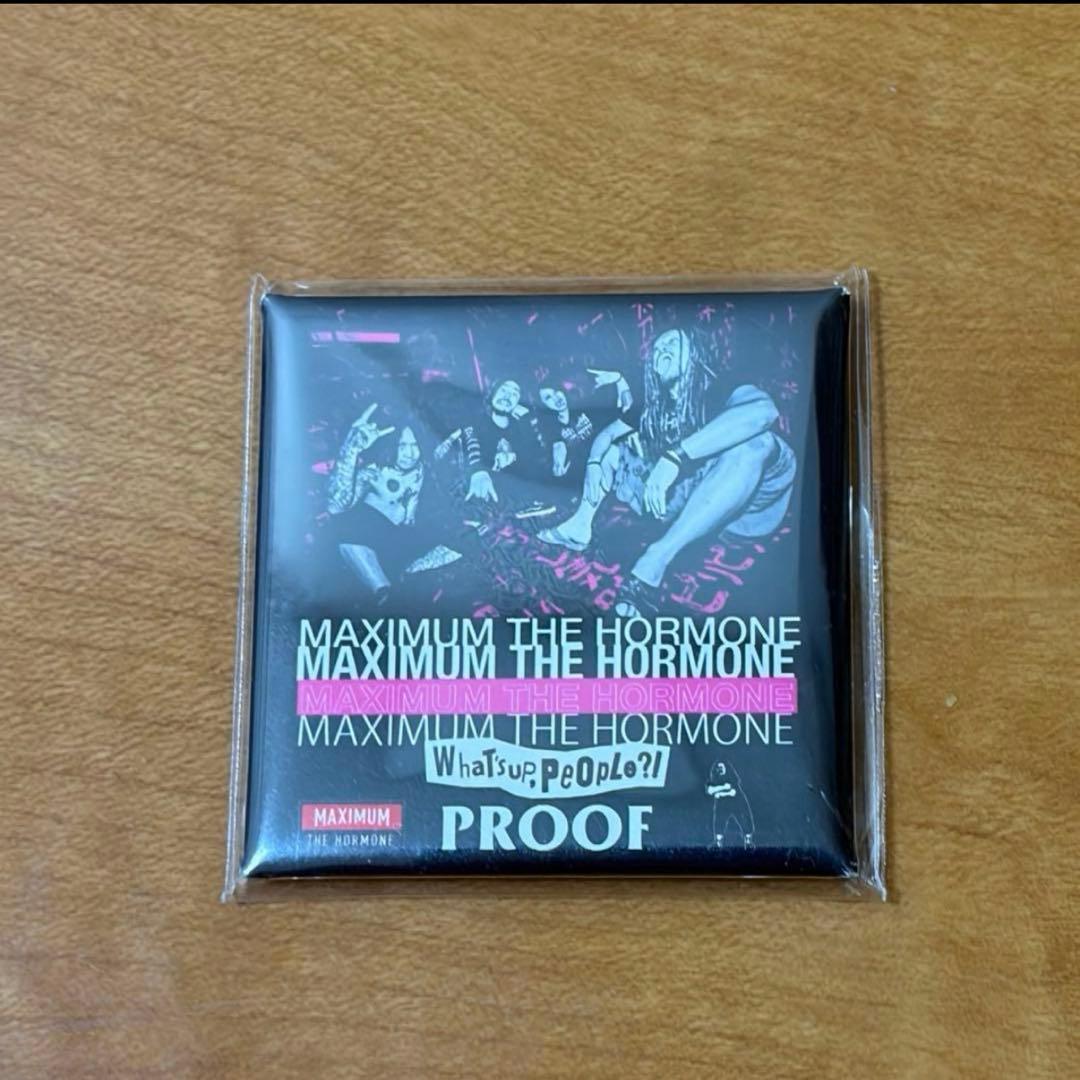 MAXIMUM THE HORMONE
MAXIMUM THE HORMONE
MAXIMUM THE HORMONE
MAXIMUM THE HORMONE
WhaT's uP, PeOpLe?!
PROOF
MAXIMUM
THE HORMONE